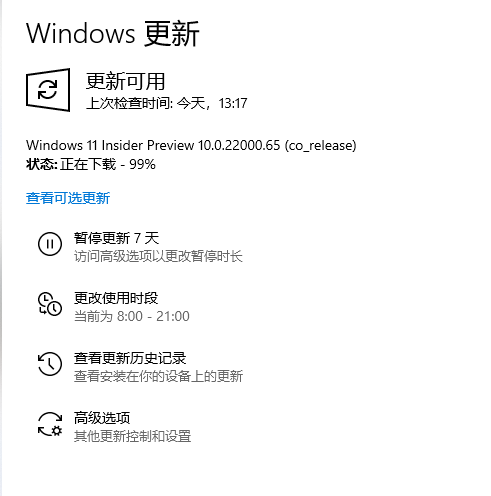 Windows 更新
更新可用
上次检查时间: 今天，13:17
Windows 11 Insider Preview 10.0.22000.65 (co_release)
状态: 正在下载 - 99%
查看可选更新
暂停更新 7 天
访问高级选项以更改暂停时长
更改使用时段
当前为 8:00 - 21:00
查看更新历史记录
查看安装在你的设备上的更新
高级选项
其他更新控制和设置